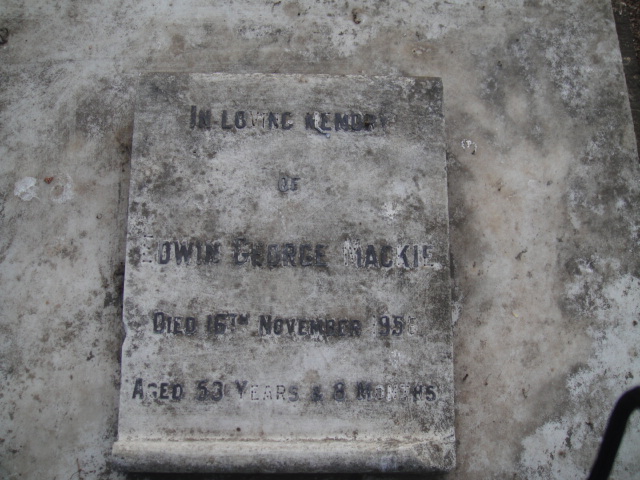 In Loving Memory
of
Edwin George Mackie
Died 16th November
Aged 53 Years & 8 Months